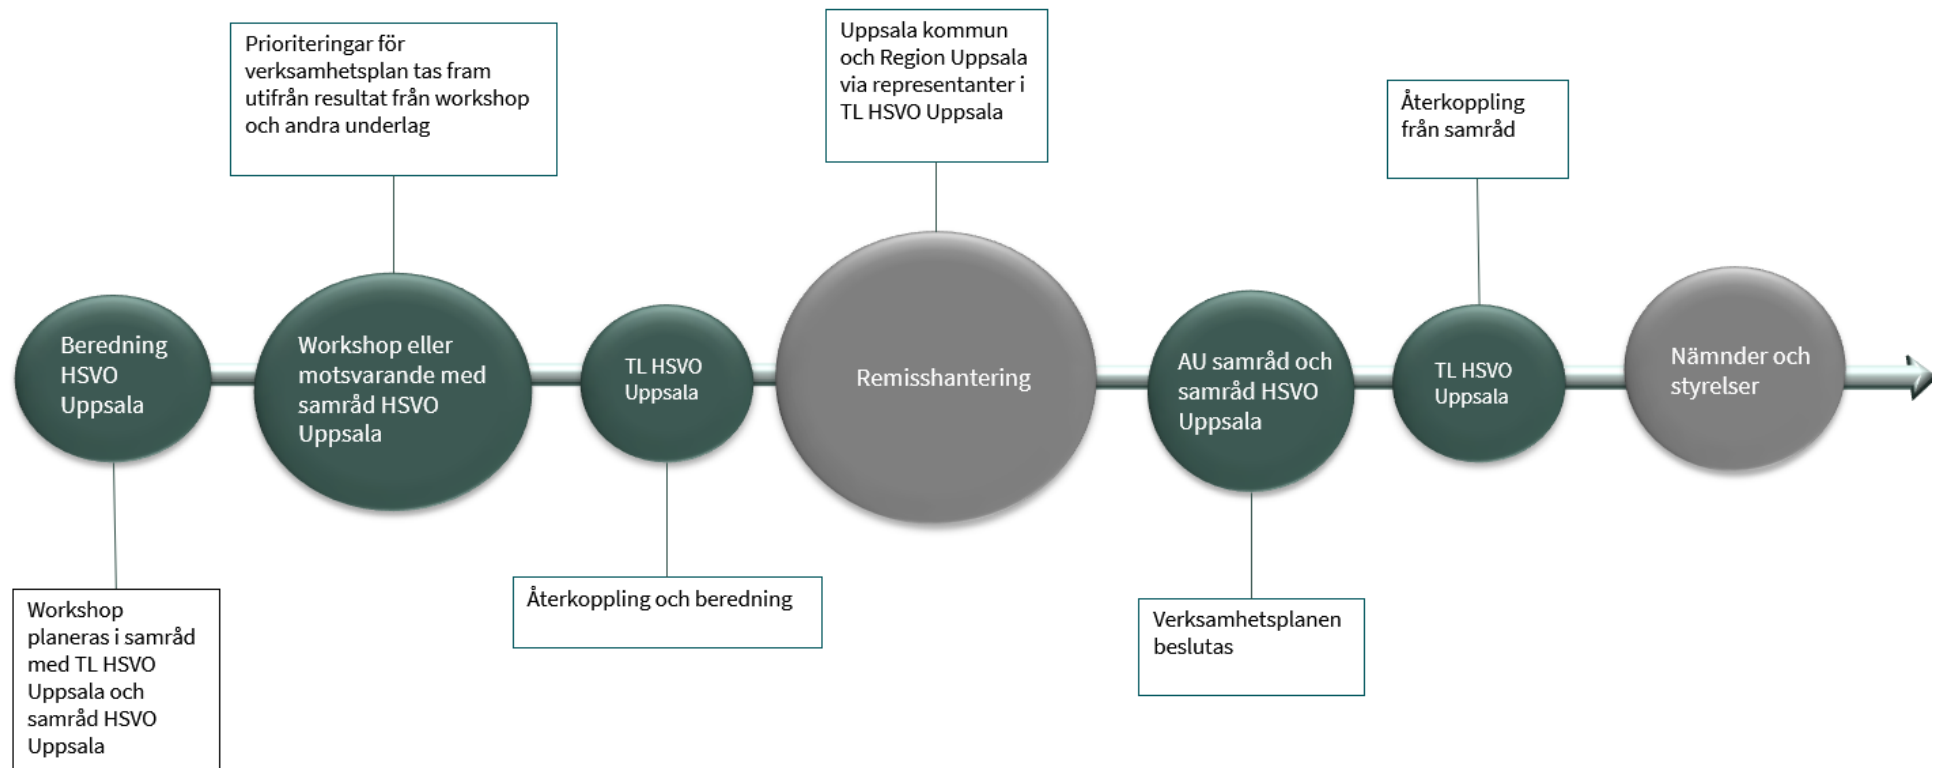 Prioriteringar för
verksamhetsplan tas fram
utifrån resultat från workshop
och andra underlag
Uppsala kommun
och Region Uppsala
via representanter i
TL HSVO Uppsala
Återkoppling
från samråd
Beredning
HSVO
Uppsala
Workshop eller
motsvarande med
samråd HSVO
Uppsala
TL HSVO
Uppsala
Remisshantering
AU samråd och
samråd HSVO
Uppsala
TL HSVO
Uppsala
Nämnder och
styrelser
Workshop
planeras i samråd
med TL HSVO
Uppsala och
samråd HSVO
Uppsala
Återkoppling och beredning
Verksamhetsplanen
beslutas